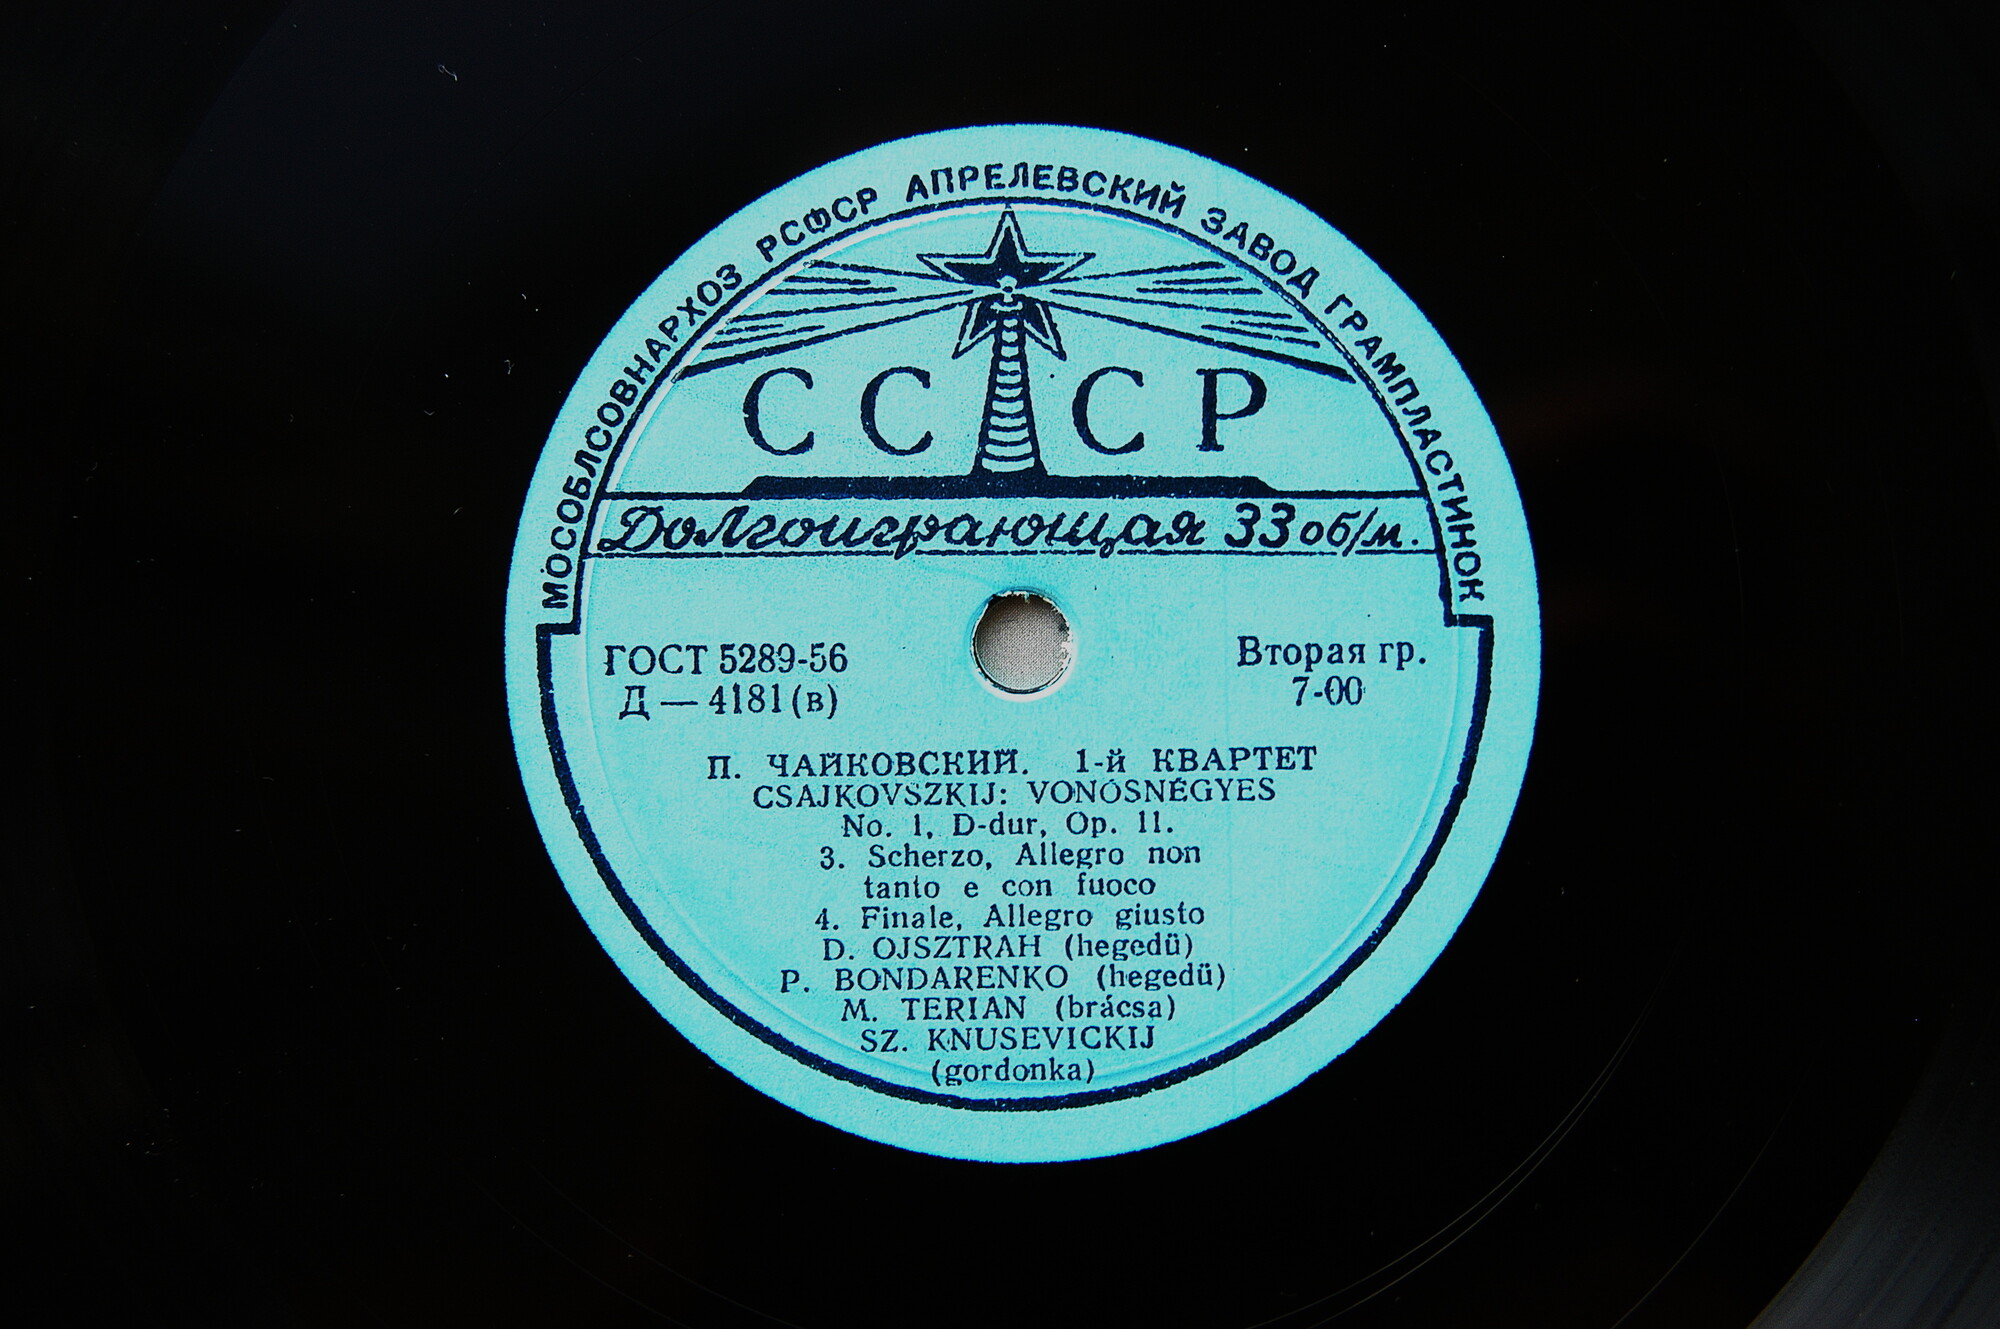 МОСОБЛСОВНАРХОЗ РСФСР АПРЕЛЕВСКИЙ ЗАВОД ГРАМПЛАСТИНОК
СССР
Долгоиграющая 33 об/м.
ГОСТ 5289-56
Д — 4181 (в)
Вторая гр.
7-00
П. ЧАЙКОВСКИЙ. 1-й КВАРТЕТ
CSAJKOVSZKIJ: VONÓSNÉGYES
No. 1, D-dur, Op. 11.
3. Scherzo, Allegro non
tanto e con fuoco
4. Finale, Allegro giusto
D. OJSZTRAH (hegedü)
P. BONDARENKO (hegedü)
M. TERIAN (brácsa)
SZ. KNUSEVICKIJ
(gordonka)